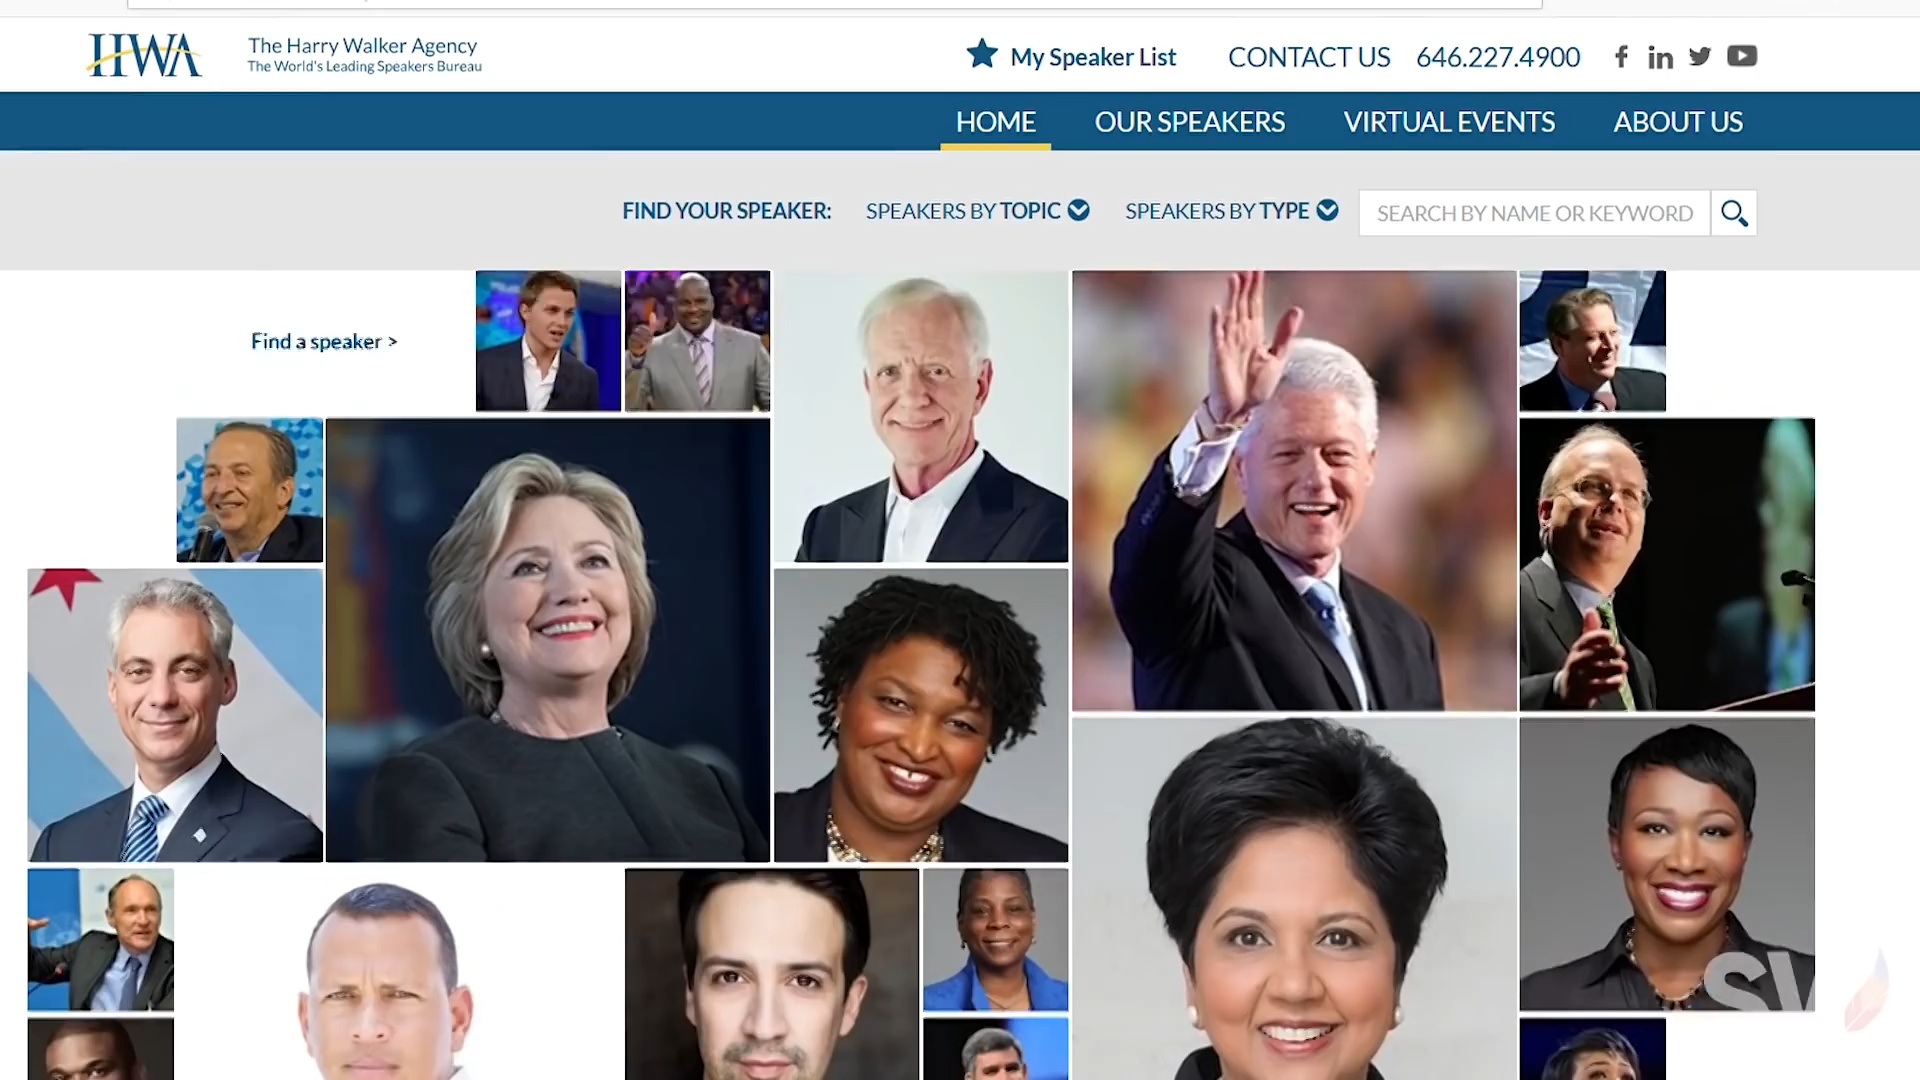 HWA
The Harry Walker Agency
The World's Leading Speakers Bureau
My Speaker List
CONTACT US
646.227.4900
HOME
OUR SPEAKERS
VIRTUAL EVENTS
ABOUT US
FIND YOUR SPEAKER:
SPEAKERS BY TOPIC
SPEAKERS BY TYPE
SEARCH BY NAME OR KEYWORD
Find a speaker >